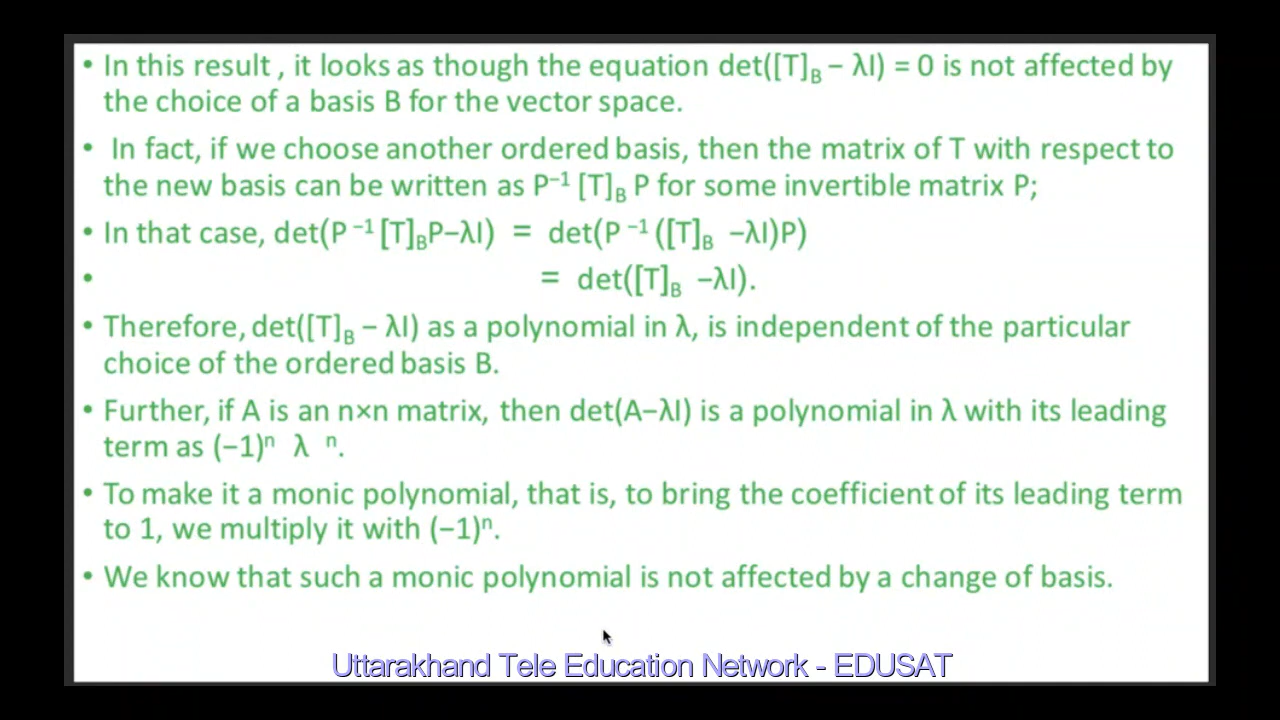 • In this result , it looks as though the equation det([T]B − λI) = 0 is not affected by
the choice of a basis B for the vector space.
• In fact, if we choose another ordered basis, then the matrix of T with respect to
the new basis can be written as P⁻¹ [T]B P for some invertible matrix P;
• In that case, det(P ⁻¹ [T]BP−λI) = det(P ⁻¹ ([T]B −λI)P)
• = det([T]B −λI).
• Therefore, det([T]B − λI) as a polynomial in λ, is independent of the particular
choice of the ordered basis B.
• Further, if A is an n×n matrix, then det(A−λI) is a polynomial in λ with its leading
term as (−1)ⁿ λ ⁿ.
• To make it a monic polynomial, that is, to bring the coefficient of its leading term
to 1, we multiply it with (−1)ⁿ.
• We know that such a monic polynomial is not affected by a change of basis.
Uttarakhand Tele Education Network - EDUSAT